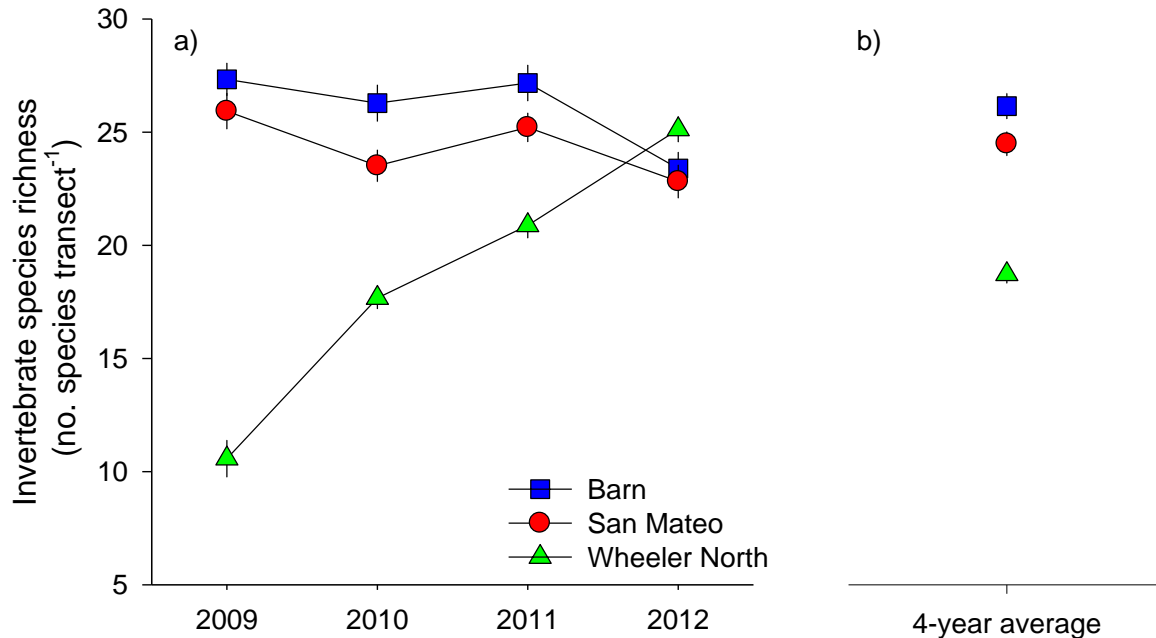 Invertebrate species richness
(no. species transect⁻¹)
a)
b)
30
25
20
15
10
5
Barn
San Mateo
Wheeler North
2009 2010 2011 2012
4-year average